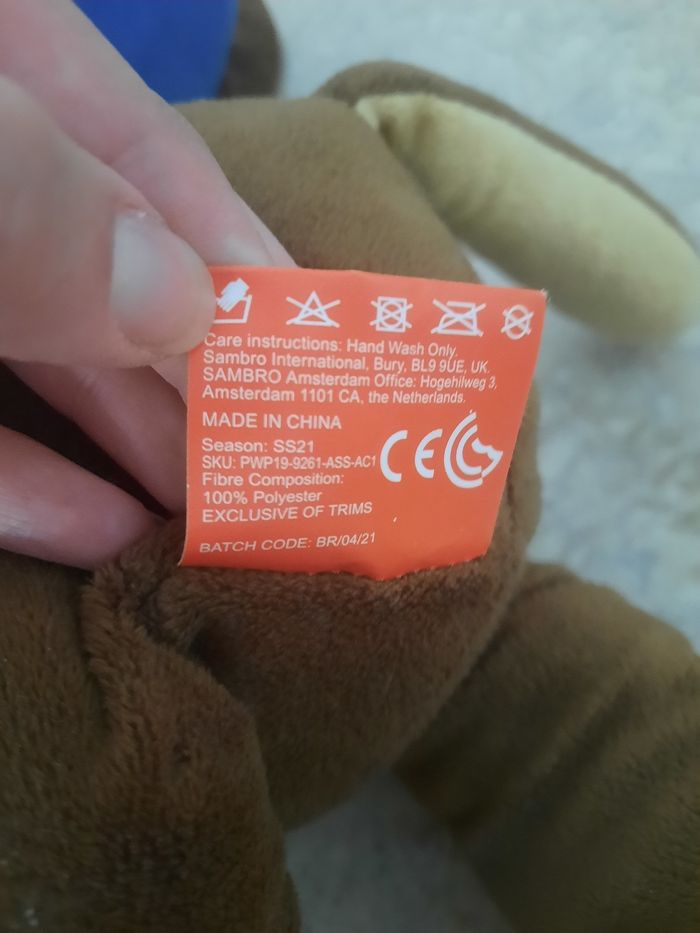 Care instructions: Hand Wash Only.
Sambro International, Bury, BL9 9UE, UK.
SAMBRO Amsterdam Office: Hogehilweg 3,
Amsterdam 1101 CA, the Netherlands.
MADE IN CHINA
Season: SS21
SKU: PWP19-9261-ASS-AC1
Fibre Composition:
100% Polyester
EXCLUSIVE OF TRIMS
BATCH CODE: BR/04/21
CE